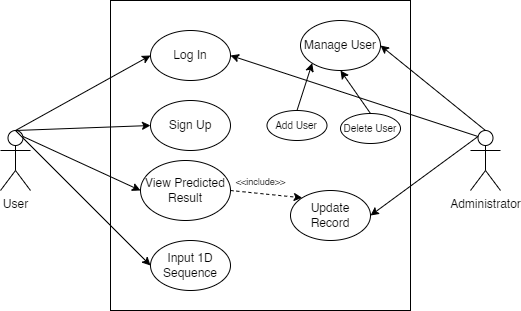 Log In
Manage User
Add User
Delete User
Sign Up
View Predicted
Result
<<include>>
Update
Record
User
Administrator
Input 1D
Sequence